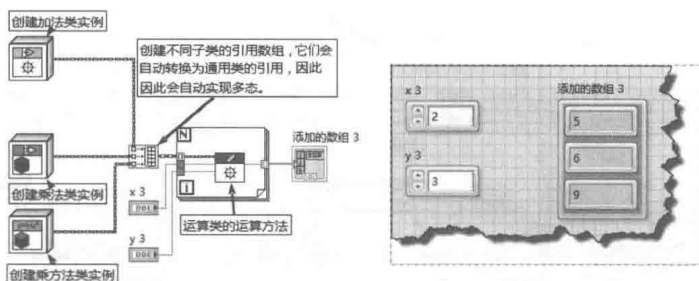 创建加法类实例
创建不同子类的引用数组，它们会
自动转换为通用类的引用，因此
因此会自动实现多态。
创建乘法类实例
N
i
x 3
y 3
添加的数组 3
运算类的运算方法
创建乘方法类实例
x 3
2
y 3
3
添加的数组 3
5
6
9